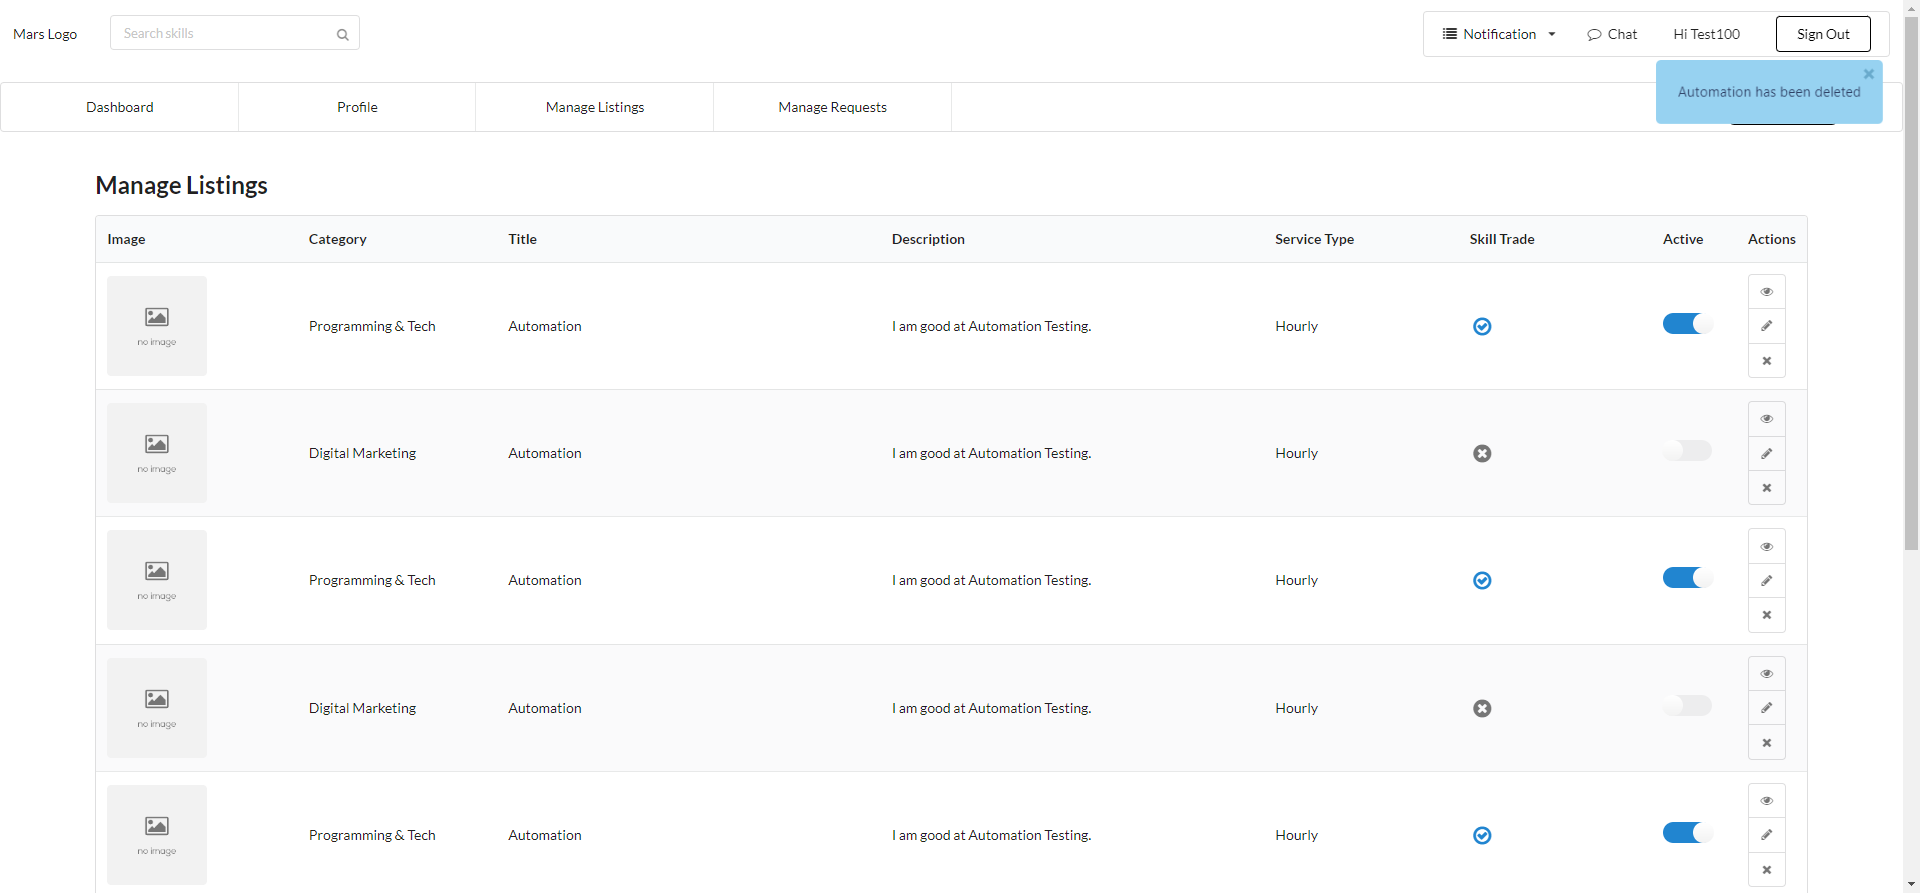 Mars Logo
Search skills
Notification
Chat
Hi Test100
Sign Out
Automation has been deleted
Dashboard
Profile
Manage Listings
Manage Requests
Manage Listings
Image Category Title Description Service Type Skill Trade Active Actions
no image
Programming & Tech Automation I am good at Automation Testing. Hourly
no image
Digital Marketing Automation I am good at Automation Testing. Hourly
no image
Programming & Tech Automation I am good at Automation Testing. Hourly
no image
Digital Marketing Automation I am good at Automation Testing. Hourly
no image
Programming & Tech Automation I am good at Automation Testing. Hourly
no image